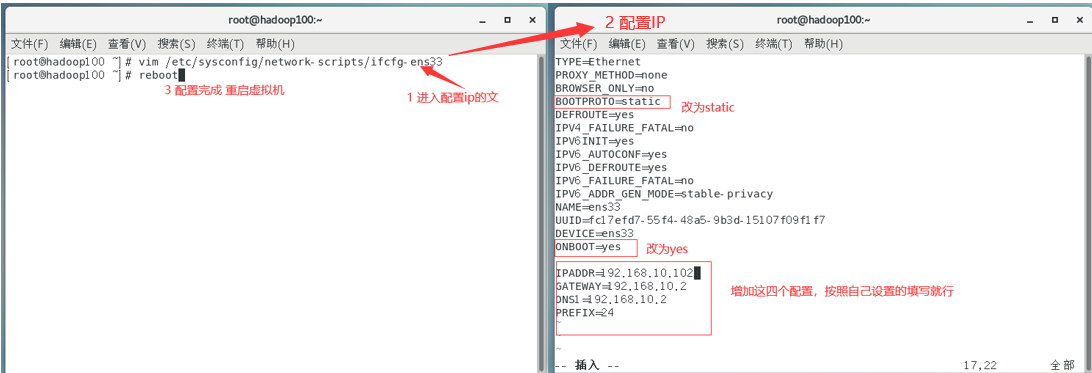 root@hadoop100:~
文件(F) 编辑(E) 查看(V) 搜索(S) 终端(T) 帮助(H)
[root@hadoop100 ~]# vim /etc/sysconfig/network-scripts/ifcfg-ens33
[root@hadoop100 ~]# reboot
3 配置完成 重启虚拟机
1 进入配置ip的文
2 配置IP
root@hadoop100:~
文件(F) 编辑(E) 查看(V) 搜索(S) 终端(T) 帮助(H)
TYPE=Ethernet
PROXY_METHOD=none
BROWSER_ONLY=no
BOOTPROTO=static
改为static
DEFROUTE=yes
IPV4_FAILURE_FATAL=no
IPV6INIT=yes
IPV6_AUTOCONF=yes
IPV6_DEFROUTE=yes
IPV6_FAILURE_FATAL=no
IPV6_ADDR_GEN_MODE=stable-privacy
NAME=ens33
UUID=fc17efd7-55f4-48a5-9b3d-15107f09f1f7
DEVICE=ens33
ONBOOT=yes
改为yes
IPADDR=192.168.10.102
GATEWAY=192.168.10.2
DNS1=192.168.10.2
PREFIX=24
增加这四个配置，按照自己设置的填写就行
~
~
-- 插入 -- 17,22 全部